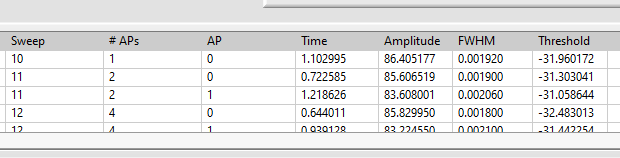 Sweep # APs AP Time Amplitude FWHM Threshold
10 1 0 1.102995 86.405177 0.001920 -31.960172
11 2 0 0.722585 85.606519 0.001900 -31.303041
11 2 1 1.218626 83.608001 0.002060 -31.058644
12 4 0 0.644011 85.829950 0.001800 -32.483013
12 4 1 0.939128 83.224550 0.002100 -31.442254